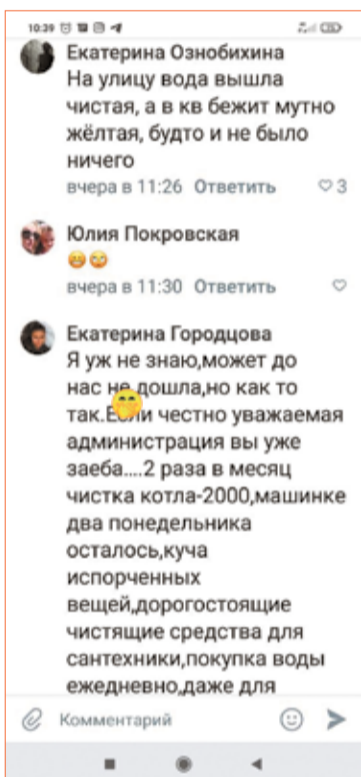 10:39
Екатерина Ознобихина
На улицу вода вышла
чистая, а в кв бежит мутно
жёлтая, будто и не было
ничего
вчера в 11:26 Ответить 3
Юлия Покровская
вчера в 11:30 Ответить
Екатерина Городцова
Я уж не знаю,может до
нас не дошла,но как то
так.Если честно уважаемая
администрация вы уже
заеба....2 раза в месяц
чистка котла-2000,машинке
два понедельника
осталось,куча
испорченных
вещей,дорогостоящие
чистящие средства для
сантехники,покупка воды
ежедневно,даже для
Комментарий